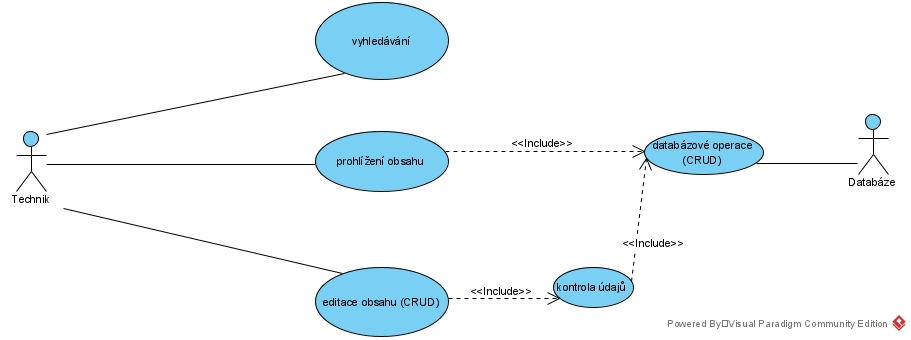 vyhledávání
prohlížení obsahu
<<Include>>
databázové operace
(CRUD)
Technik
Databáze
<<Include>>
editace obsahu (CRUD)
<<Include>>
kontrola údajů
Powered By Visual Paradigm Community Edition